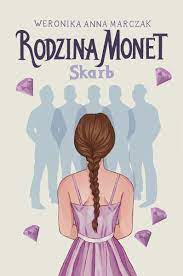 WERONIKA ANNA MARCZAK
RODZINA MONET
Skarb